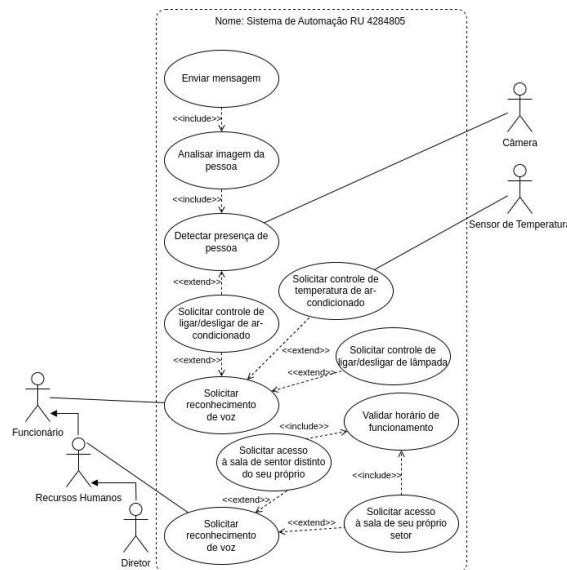 Nome: Sistema de Automação RU 4284805
Enviar mensagem
<<include>>
Câmera
Analisar imagem da
pessoa
<<include>>
Sensor de Temperatura
Detectar presença de
pessoa
<<extend>>
Solicitar controle de
temperatura de ar-
condicionado
Solicitar controle de
ligar/desligar de ar-
condicionado
<<extend>>
<<extend>>
Solicitar controle de
ligar/desligar de lâmpada
<<extend>>
Solicitar
reconhecimento
de voz
Funcionário
Validar horário de
funcionamento
<<include>>
Solicitar acesso
à sala de sentor distinto
do seu próprio
<<include>>
Recursos Humanos
<<extend>>
Solicitar acesso
à sala de seu próprio
setor
<<extend>>
Solicitar
reconhecimento
de voz
Diretor